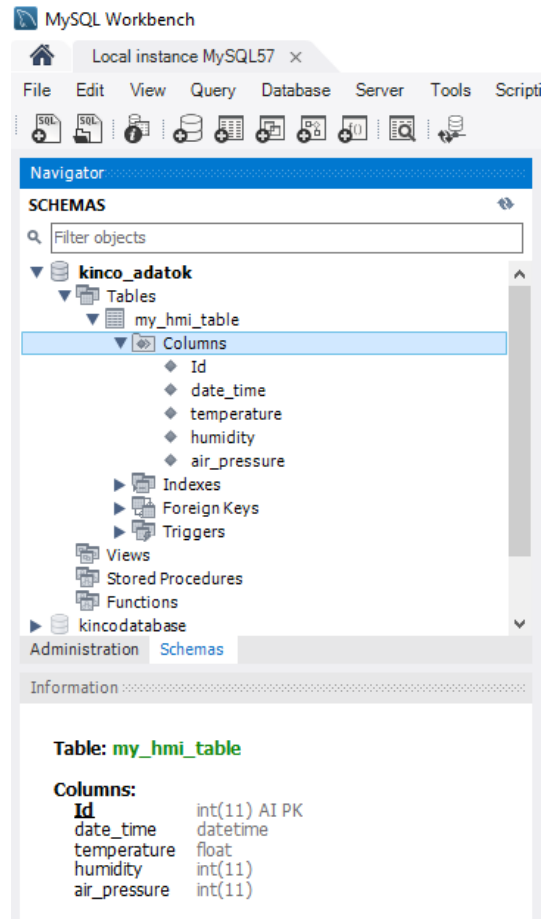 MySQL Workbench
Local instance MySQL57 ×
File Edit View Query Database Server Tools Scripti
SQL SQL
Navigator
SCHEMAS
Filter objects
kinco_adatok
Tables
my_hmi_table
Columns
Id
date_time
temperature
humidity
air_pressure
Indexes
Foreign Keys
Triggers
Views
Stored Procedures
Functions
kincodatabase
Administration Schemas
Information
Table: my_hmi_table
Columns:
Id int(11) AI PK
date_time datetime
temperature float
humidity int(11)
air_pressure int(11)